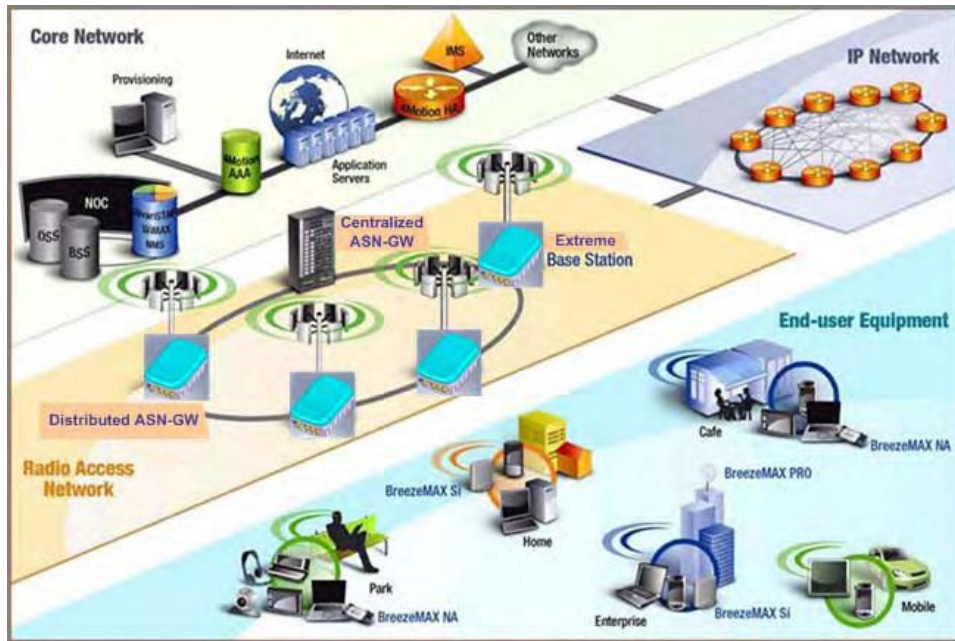 Core Network
Internet
IMS
Other
Networks
IP Network
Provisioning
4Motion HA
4Motion
AAA
Application
Servers
NOC
OSS
BSS
WiMAX
NMS
Centralized
ASN-GW
Extreme
Base Station
Distributed ASN-GW
Radio Access
Network
End-user Equipment
Cafe
BreezeMAX NA
BreezeMAX PRO
BreezeMAX Si
Home
Park
BreezeMAX NA
Enterprise
BreezeMAX Si
Mobile